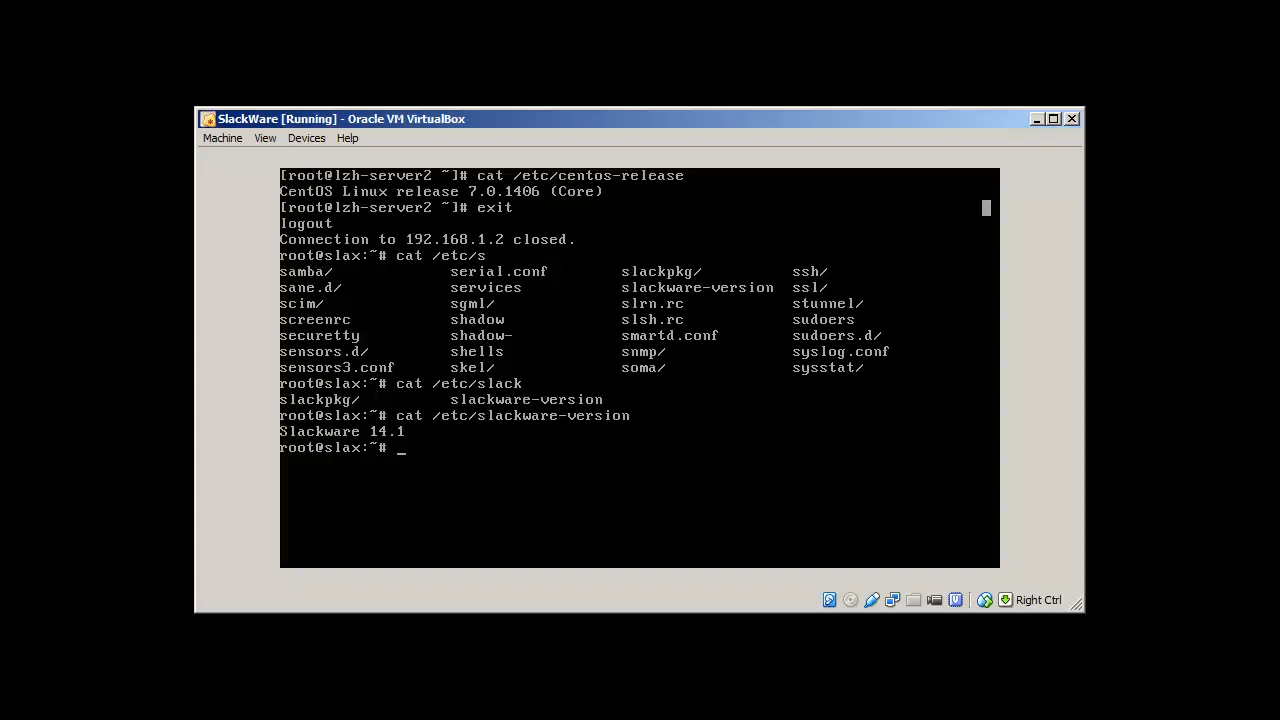 SlackWare [Running] - Oracle VM VirtualBox
Machine View Devices Help
[root@lzh-server2 ~]# cat /etc/centos-release
CentOS Linux release 7.0.1406 (Core)
[root@lzh-server2 ~]# exit
logout
Connection to 192.168.1.2 closed.
root@slax:~# cat /etc/s
samba/ serial.conf slackpkg/ ssh/
sane.d/ services slackware-version ssl/
scim/ sgml/ slrn.rc stunnel/
screenrc shadow slsh.rc sudoers
securetty shadow- smartd.conf sudoers.d/
sensors.d/ shells snmp/ syslog.conf
sensors3.conf skel/ soma/ sysstat/
root@slax:~# cat /etc/slack
slackpkg/ slackware-version
root@slax:~# cat /etc/slackware-version
Slackware 14.1
root@slax:~# _
Right Ctrl